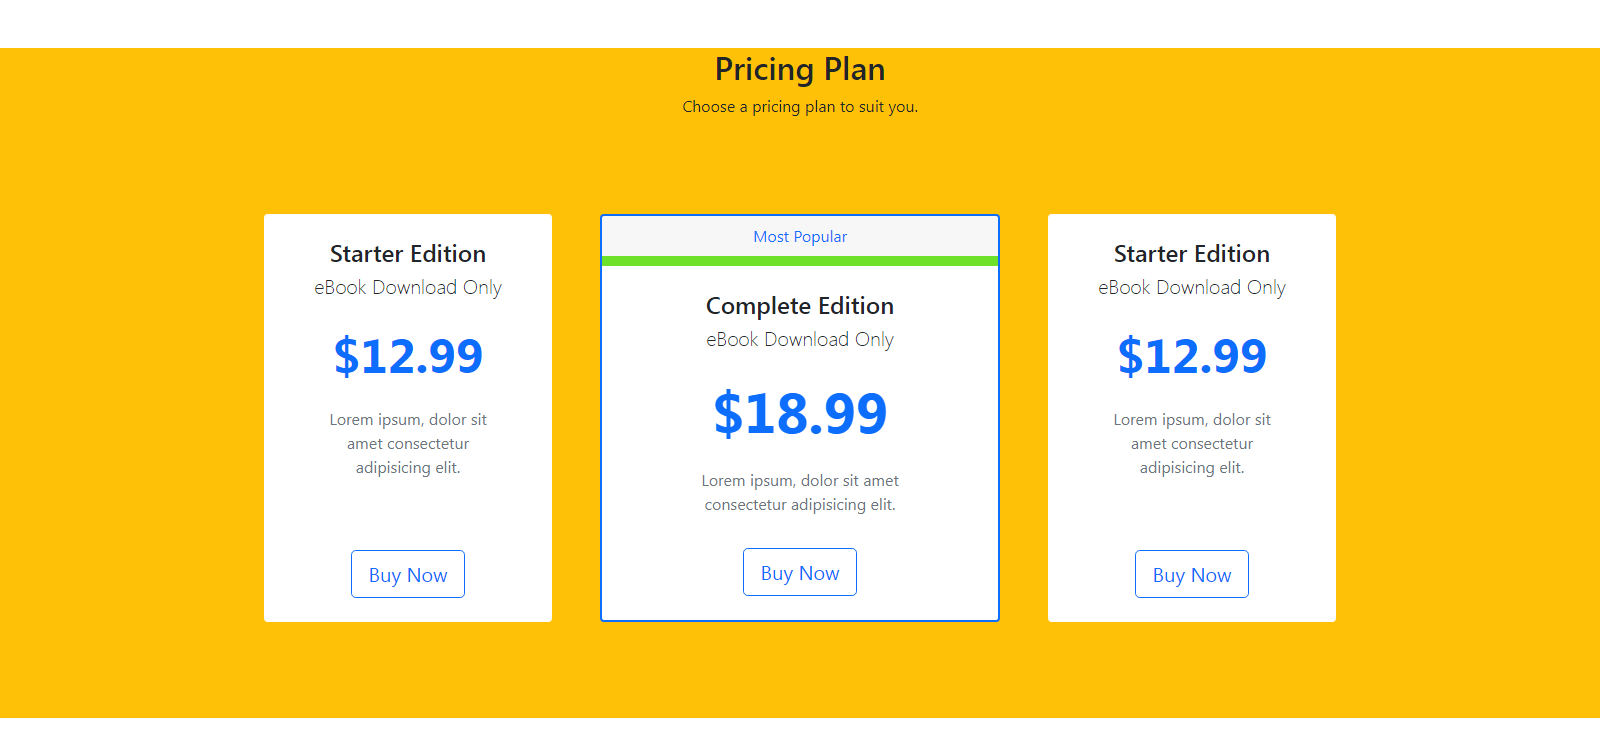 Pricing Plan
Choose a pricing plan to suit you.
Starter Edition
eBook Download Only
$12.99
Lorem ipsum, dolor sit
amet consectetur
adipisicing elit.
Buy Now
Most Popular
Complete Edition
eBook Download Only
$18.99
Lorem ipsum, dolor sit amet
consectetur adipisicing elit.
Buy Now
Starter Edition
eBook Download Only
$12.99
Lorem ipsum, dolor sit
amet consectetur
adipisicing elit.
Buy Now